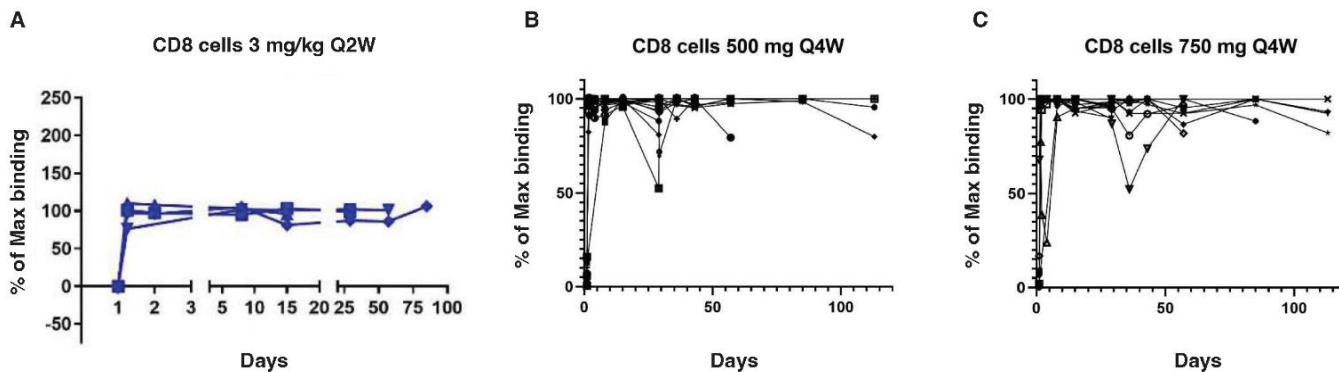 A
CD8 cells 3 mg/kg Q2W
% of Max binding
250
200
150
100
50
0
-50
1 2 3 5 10 15 20 25 50 75 100
Days
B
CD8 cells 500 mg Q4W
% of Max binding
100
50
0
0 50 100
Days
C
CD8 cells 750 mg Q4W
% of Max binding
100
50
0
0 50 100
Days